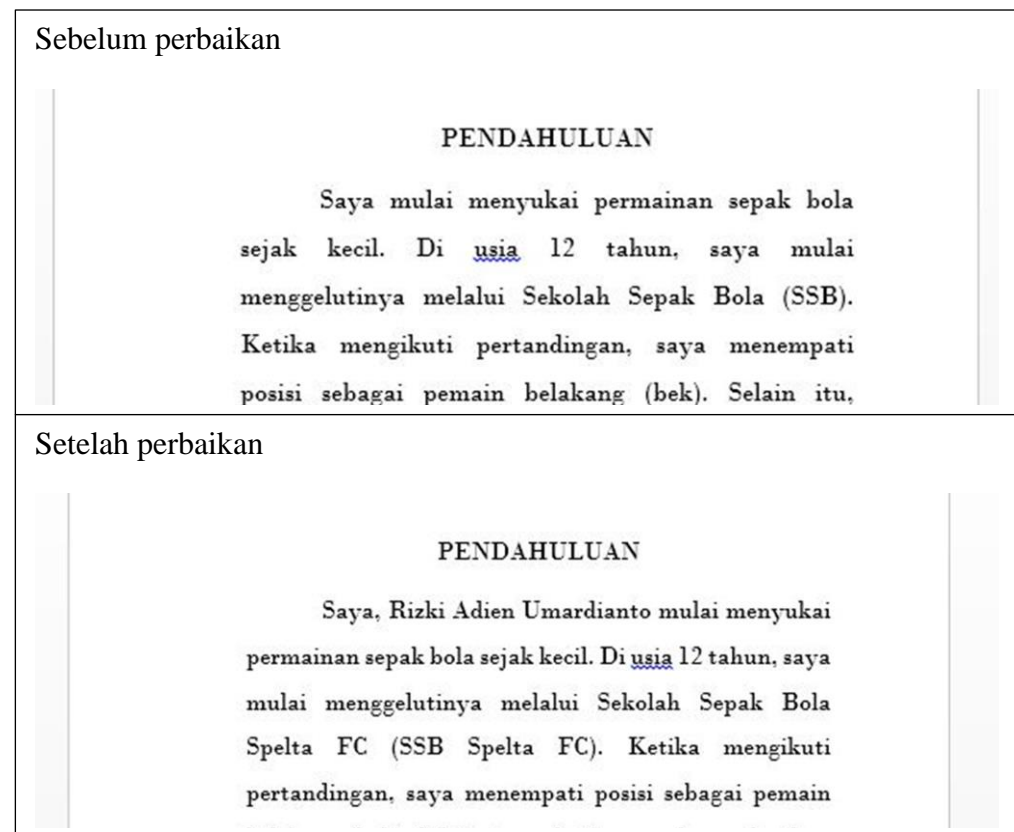 Sebelum perbaikan
PENDAHULUAN
Saya mulai menyukai permainan sepak bola
sejak kecil. Di usia 12 tahun, saya mulai
menggelutinya melalui Sekolah Sepak Bola (SSB).
Ketika mengikuti pertandingan, saya menempati
posisi sebagai pemain belakang (bek). Selain itu,
Setelah perbaikan
PENDAHULUAN
Saya, Rizki Adien Umardianto mulai menyukai
permainan sepak bola sejak kecil. Di usia 12 tahun, saya
mulai menggelutinya melalui Sekolah Sepak Bola
Spelta FC (SSB Spelta FC). Ketika mengikuti
pertandingan, saya menempati posisi sebagai pemain